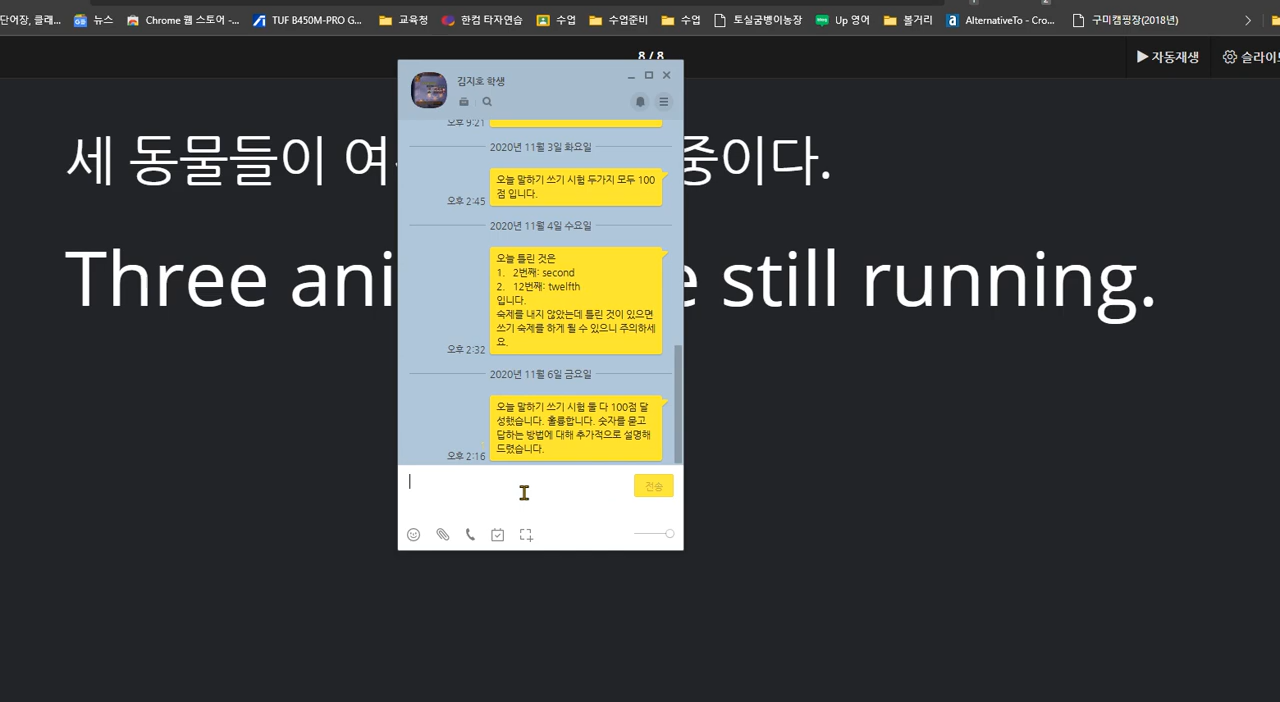 단어장, 클래... 뉴스 Chrome 웹 스토어 -... TUF B450M-PRO G... 교육청 한컴 타자연습 수업 수업준비 수업 토실굼벵이농장 Up 영어 볼거리 AlternativeTo - Cro... 구미캠핑장(2018년)
8 / 8
자동재생 슬라이드
김지호 학생
세 동물들이 중이다.
Three ani still running.
오후 9:21
2020년 11월 3일 화요일
오늘 말하기 쓰기 시험 두가지 모두 100
점 입니다.
오후 2:45
2020년 11월 4일 수요일
오늘 틀린 것은
1. 2번째: second
2. 12번째: twelfth
입니다.
숙제를 내지 않았는데 틀린 것이 있으면
쓰기 숙제를 하게 될 수 있으니 주의하세
요.
오후 2:32
2020년 11월 6일 금요일
오늘 말하기 쓰기 시험 둘 다 100점 달
성했습니다. 훌륭합니다. 숫자를 묻고
답하는 방법에 대해 추가적으로 설명해
드렸습니다.
오후 2:16
전송